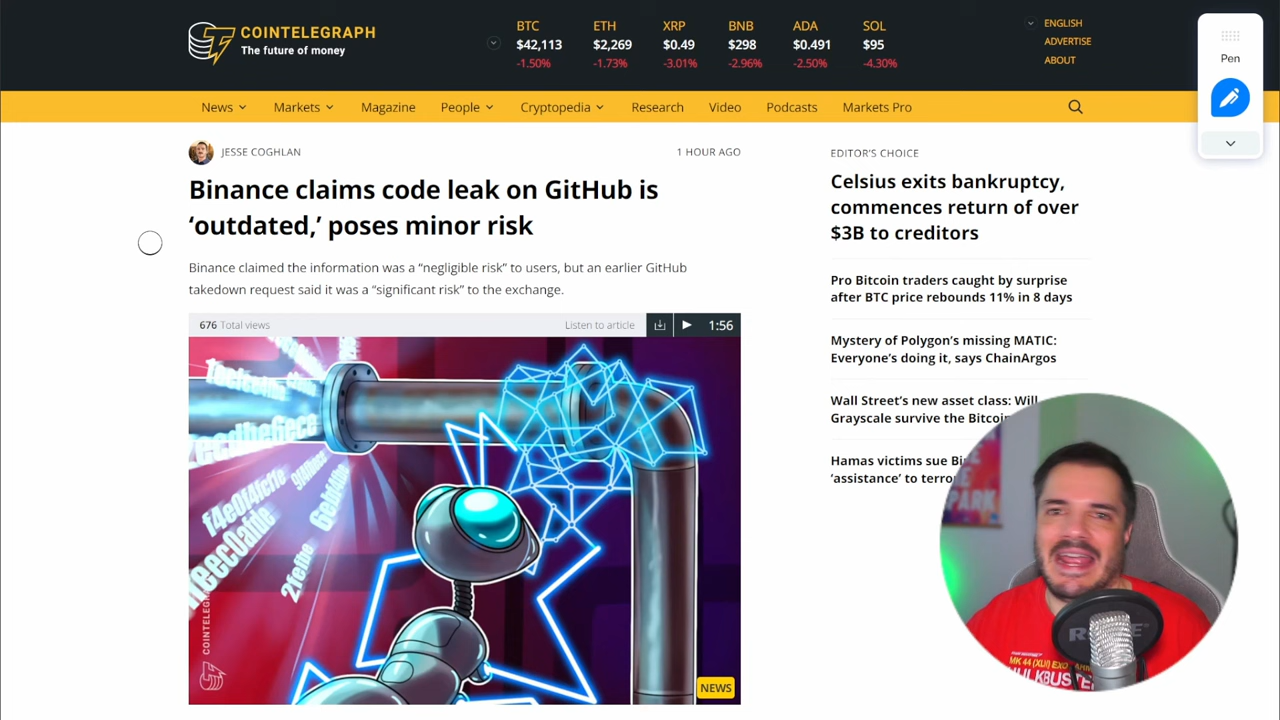 COINTELEGRAPH
The future of money
BTC
$42,113
-1.50%
ETH
$2,269
-1.73%
XRP
$0.49
-3.01%
BNB
$298
-2.96%
ADA
$0.491
-2.50%
SOL
$95
-4.30%
ENGLISH
ADVERTISE
ABOUT
Pen
News
Markets
Magazine
People
Cryptopedia
Research
Video
Podcasts
Markets Pro
JESSE COGHLAN
1 HOUR AGO
Binance claims code leak on GitHub is
‘outdated,’ poses minor risk
Binance claimed the information was a “negligible risk” to users, but an earlier GitHub
takedown request said it was a “significant risk” to the exchange.
676 Total views
Listen to article
1:56
NEWS
EDITOR’S CHOICE
Celsius exits bankruptcy,
commences return of over
$3B to creditors
Pro Bitcoin traders caught by surprise
after BTC price rebounds 11% in 8 days
Mystery of Polygon’s missing MATIC:
Everyone’s doing it, says ChainArgos
Wall Street’s new asset class: Will
Grayscale survive the Bitcoin
Hamas victims sue
‘assistance’ to
PARK
MK 44 (XLII) EXO